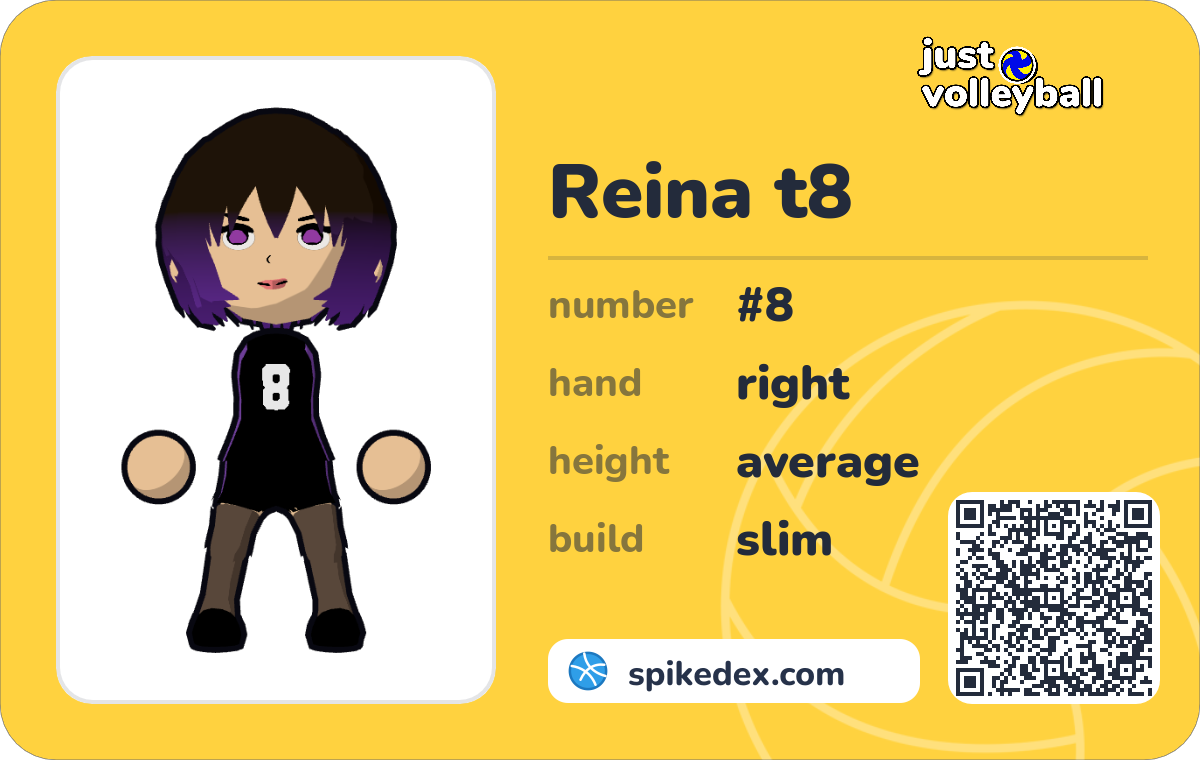 just
volleyball
Reina t8
number #8
hand right
height average
build slim
8
spikedex.com